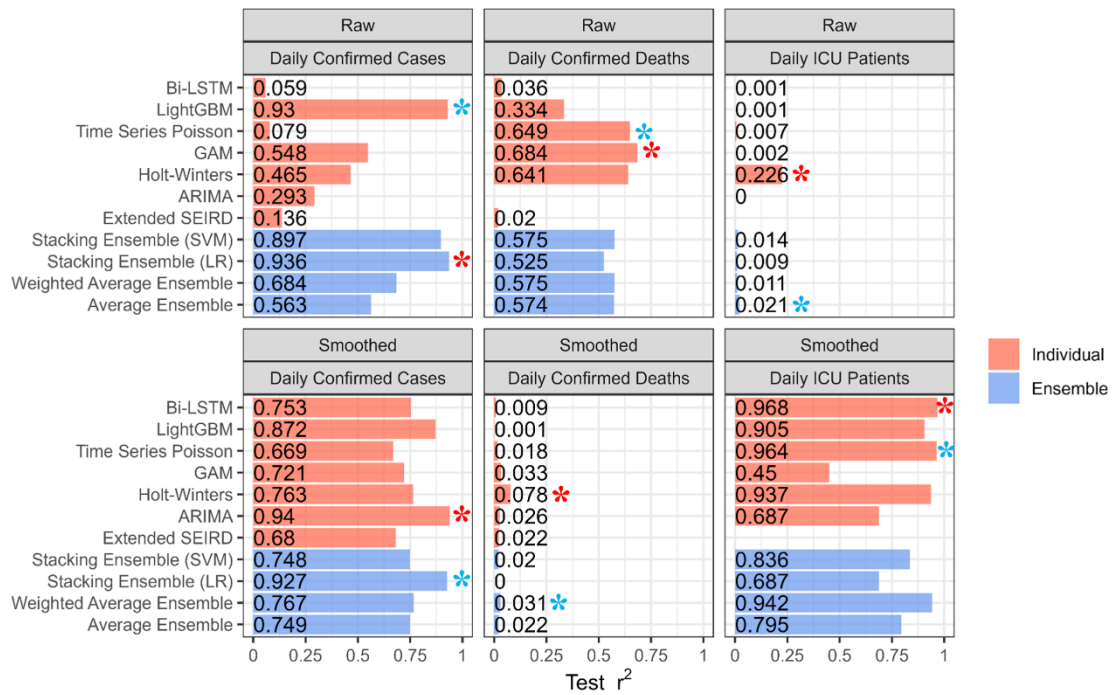 Raw Raw Raw
Daily Confirmed Cases Daily Confirmed Deaths Daily ICU Patients
Bi-LSTM 0.059 0.036 0.001
LightGBM 0.93 * 0.334 0.001
Time Series Poisson 0.079 0.649 * 0.007
GAM 0.548 0.684 * 0.002
Holt-Winters 0.465 0.641 0.226 *
ARIMA 0.293 0
Extended SEIRD 0.136 0.02
Stacking Ensemble (SVM) 0.897 0.575 0.014
Stacking Ensemble (LR) 0.936 * 0.525 0.009
Weighted Average Ensemble 0.684 0.575 0.011
Average Ensemble 0.563 0.574 0.021 *
Smoothed Smoothed Smoothed
Daily Confirmed Cases Daily Confirmed Deaths Daily ICU Patients
Bi-LSTM 0.753 0.009 0.968 *
LightGBM 0.872 0.001 0.905
Time Series Poisson 0.669 0.018 0.964 *
GAM 0.721 0.033 0.45
Holt-Winters 0.763 0.078 * 0.937
ARIMA 0.94 * 0.026 0.687
Extended SEIRD 0.68 0.022
Stacking Ensemble (SVM) 0.748 0.02 0.836
Stacking Ensemble (LR) 0.927 * 0 0.687
Weighted Average Ensemble 0.767 0.031 * 0.942
Average Ensemble 0.749 0.022 0.795
0 0.25 0.5 0.75 1 0 0.25 0.5 0.75 1 0 0.25 0.5 0.75 1
Test r²
Individual
Ensemble